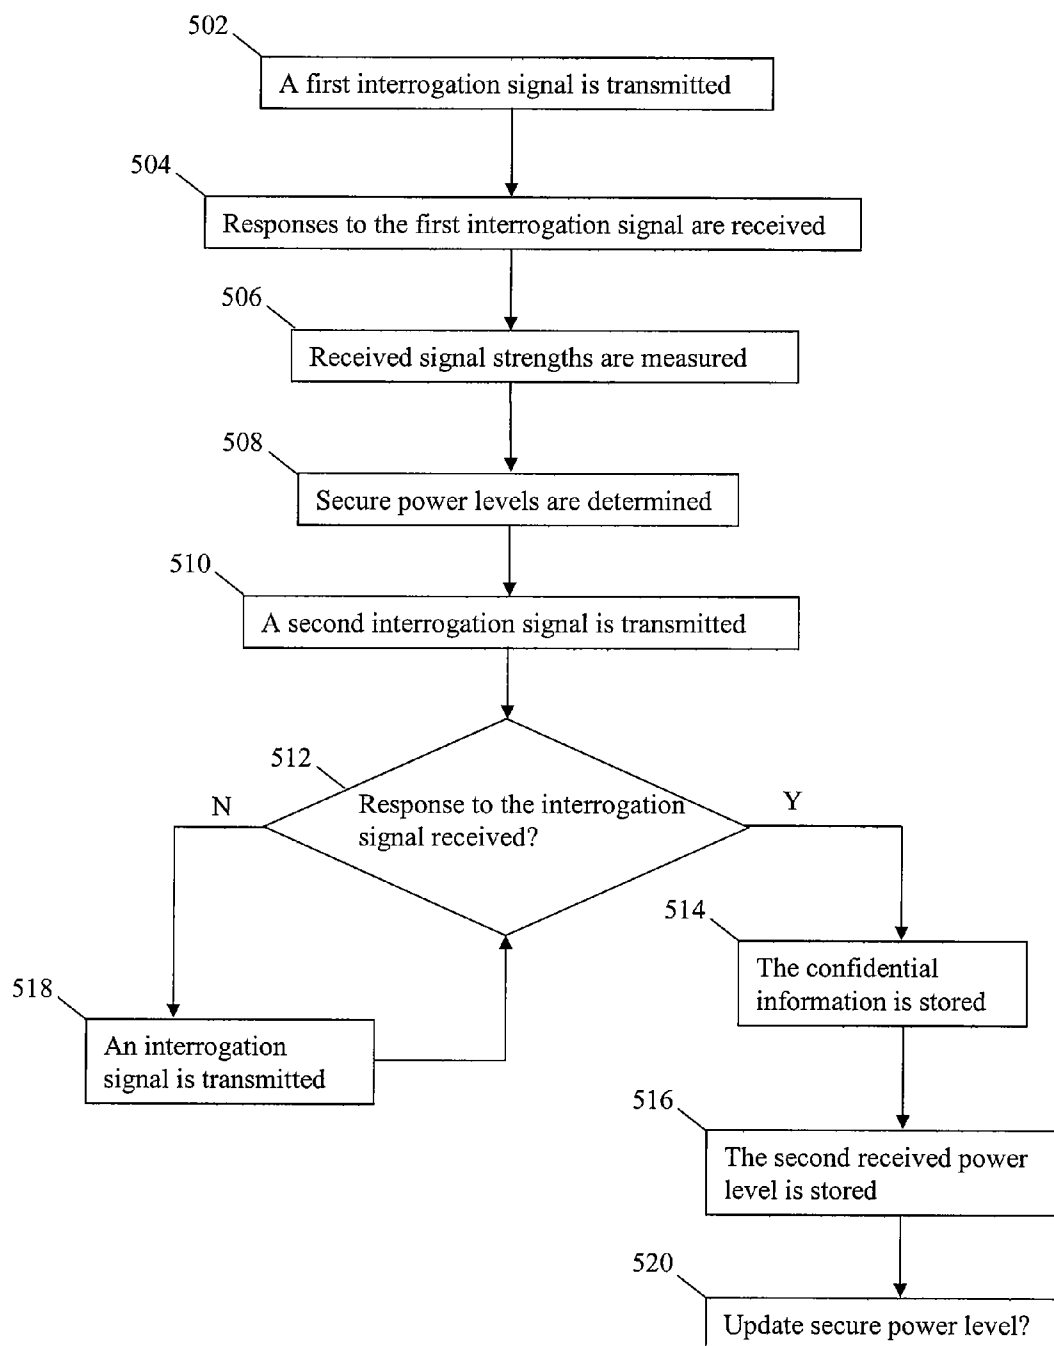 502
A first interrogation signal is transmitted
504
Responses to the first interrogation signal are received
506
Received signal strengths are measured
508
Secure power levels are determined
510
A second interrogation signal is transmitted
512
Response to the interrogation
signal received?
N
Y
514
The confidential
information is stored
518
An interrogation
signal is transmitted
516
The second received power
level is stored
520
Update secure power level?